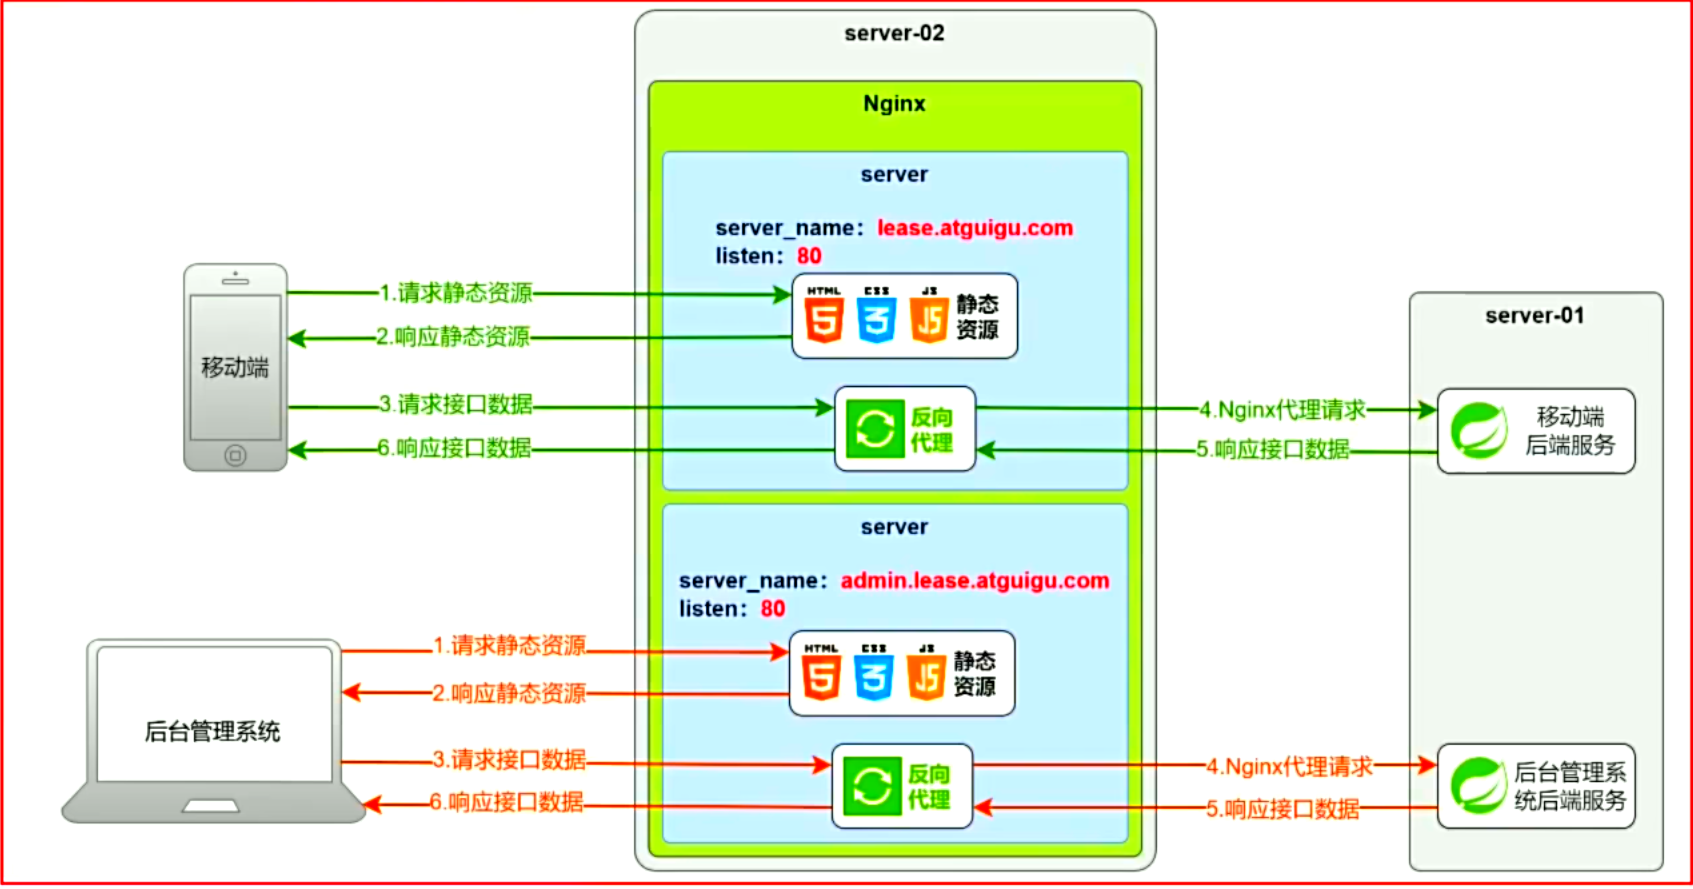 server-02
Nginx
server
server_name：lease.atguigu.com
listen：80
HTML CSS JS
5 3 JS
静态
资源
1.请求静态资源
2.响应静态资源
移动端
3.请求接口数据
6.响应接口数据
反向
代理
4.Nginx代理请求
5.响应接口数据
server-01
移动端
后端服务
server
server_name：admin.lease.atguigu.com
listen：80
HTML CSS JS
5 3 JS
静态
资源
1.请求静态资源
2.响应静态资源
后台管理系统
3.请求接口数据
6.响应接口数据
反向
代理
4.Nginx代理请求
5.响应接口数据
后台管理系
统后端服务